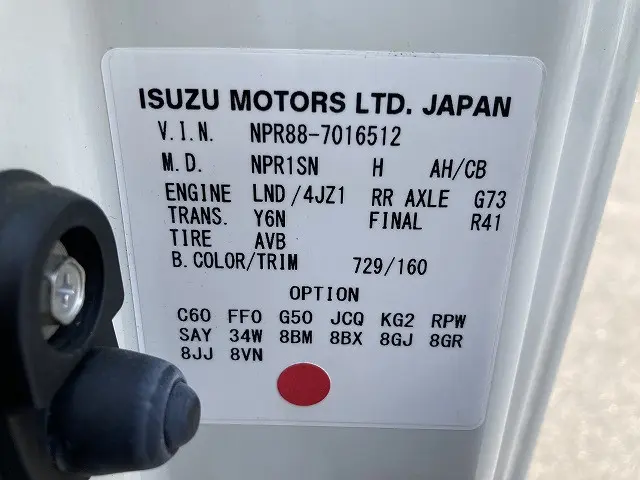 ISUZU MOTORS LTD. JAPAN
V.I.N. NPR88-7016512
M.D. NPR1SN H AH/CB
ENGINE LND/4JZ1 RR AXLE G73
TRANS. Y6N FINAL R41
TIRE AVB
B.COLOR/TRIM 729/160
OPTION
C60 FF0 G50 JCQ KG2 RPW
SAY 34W 8BM 8BX 8GJ 8GR
8JJ 8VN